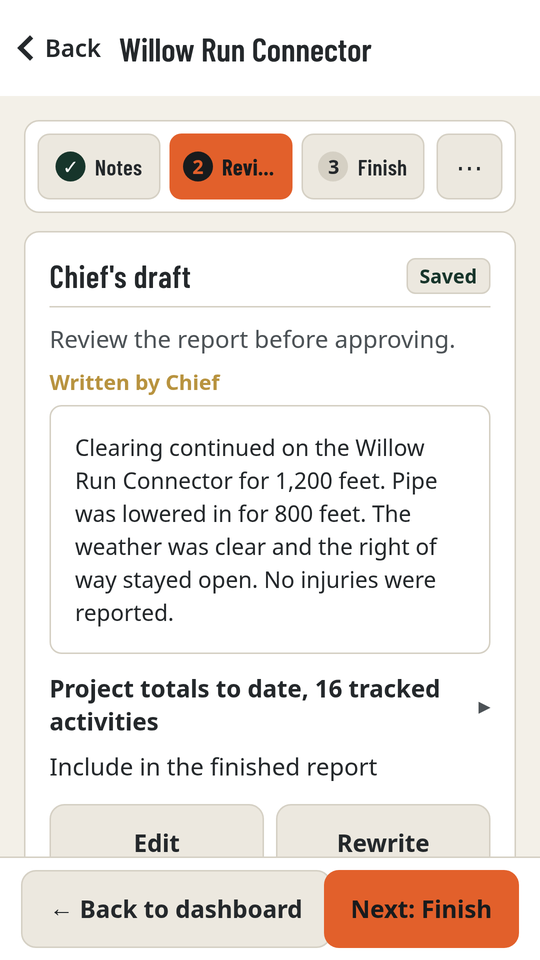 Back Willow Run Connector
✓ Notes 2 Revi... 3 Finish ...
Chief's draft Saved
Review the report before approving.
Written by Chief
Clearing continued on the Willow
Run Connector for 1,200 feet. Pipe
was lowered in for 800 feet. The
weather was clear and the right of
way stayed open. No injuries were
reported.
Project totals to date, 16 tracked
activities ▶
Include in the finished report
Edit Rewrite
← Back to dashboard Next: Finish